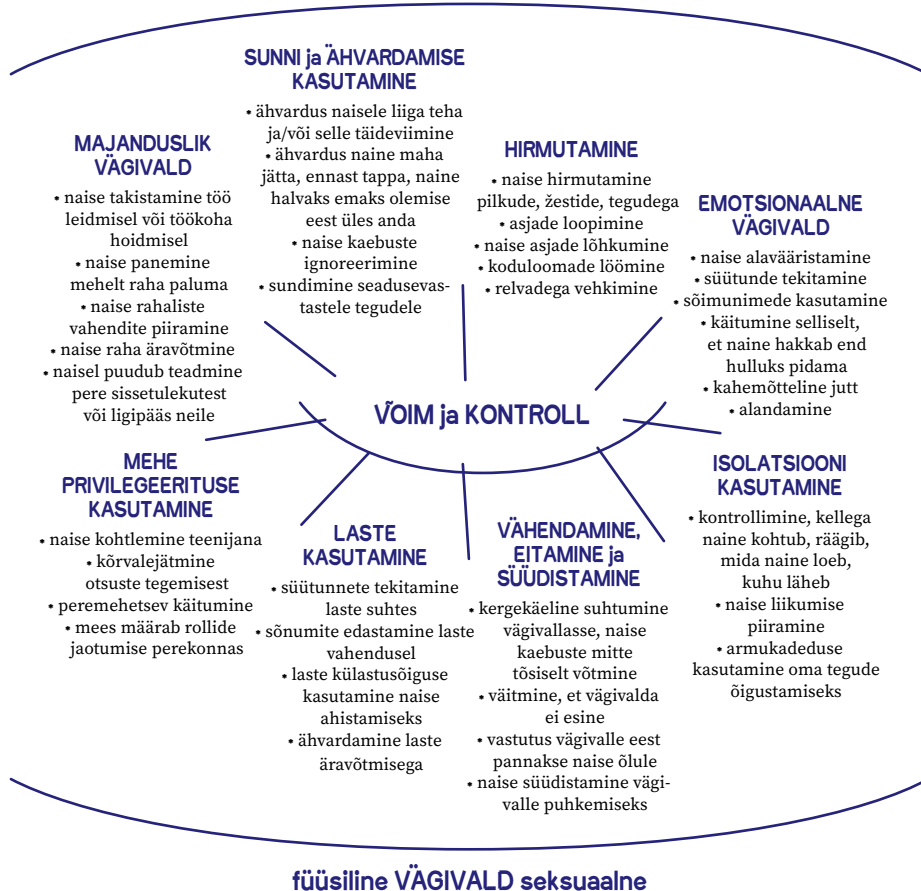 SUNNI ja ÄHVARDAMISE
KASUTAMINE
• ähvardus naisele liiga teha
ja/või selle täideviimine
• ähvardus naine maha
jätta, ennast tappa, naine
halvaks emaks olemise
eest üles anda
• naise kaebuste
ignoreerimine
• sundimine seadusevas-
tastele tegudele
MAJANDUSLIK
VÄGIVALD
• naise takistamine töö
leidmisel või töökoha
hoidmisel
• naise panemine
mehelt raha paluma
• naise rahaliste
vahendite piiramine
• naise raha äravõtmine
• naisel puudub teadmine
pere sissetulekutest
või ligipääs neile
HIRMUTAMINE
• naise hirmutamine
pilkude, žestide, tegudega
• asjade loopimine
• naise asjade lõhkumine
• koduloomade löömine
• relvadega vehkimine
EMOTSIONAALNE
VÄGIVALD
• naise alavääristamine
• süütunde tekitamine
• sõimunimede kasutamine
• käitumine selliselt,
et naine hakkab end
hulluks pidama
• kahemõtteline jutt
• alandamine
VÕIM ja KONTROLL
MEHE
PRIVILEGEERITUSE
KASUTAMINE
• naise kohtlemine teenijana
• kõrvalejätmine
otsuste tegemisest
• peremehetsev käitumine
• mees määrab rollide
jaotumise perekonnas
LASTE
KASUTAMINE
• süütunnete tekitamine
laste suhtes
• sõnumite edastamine laste
vahendusel
• laste külastusõiguse
kasutamine naise
ahistamiseks
• ähvardamine laste
äravõtmisega
VÄHENDAMINE,
EITAMINE ja
SÜÜDISTAMINE
• kergekäeline suhtumine
vägivallasse, naise
kaebuste mitte
tõsiselt võtmine
• väitmine, et vägivalda
ei esine
• vastutus vägivalle eest
pannakse naise õlule
• naise süüdistamine vägi-
valle puhkemiseks
ISOLATSIOONI
KASUTAMINE
• kontrollimine, kellega
naine kohtub, räägib,
mida naine loeb,
kuhu läheb
• naise liikumise
piiramine
• armukadeduse
kasutamine oma tegude
õigustamiseks
füüsiline VÄGIVALD seksuaalne